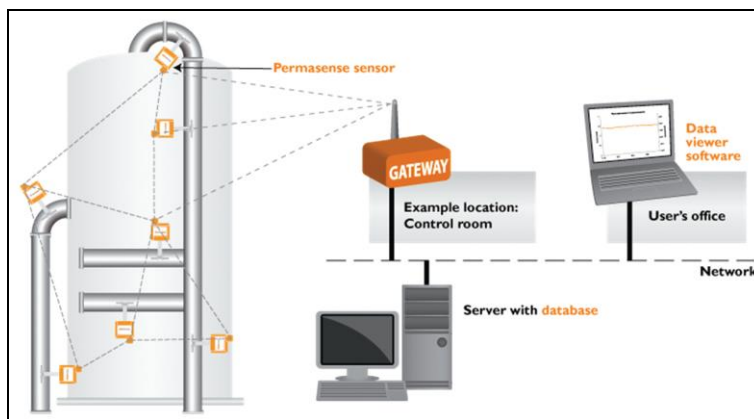 Permasense sensor
GATEWAY
Example location:
Control room
Data
viewer
software
User's office
Network
Server with database